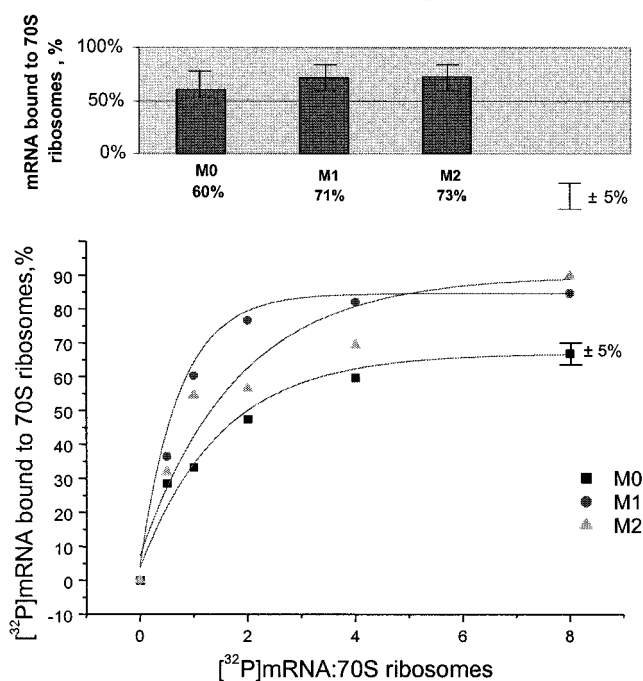 mRNA bound to 70S
ribosomes , %
100%
50%
0%
M0
60%
M1
71%
M2
73%
± 5%
[³²P]mRNA bound to 70S ribosomes,%
90
80
70
60
50
40
30
20
10
0
-10
± 5%
M0
M1
M2
0
2
4
6
8
[³²P]mRNA:70S ribosomes